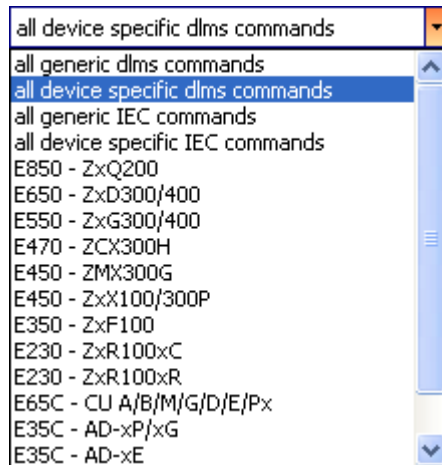 all device specific dlms commands
all generic dlms commands
all device specific dlms commands
all generic IEC commands
all device specific IEC commands
E850 - ZxQ200
E650 - ZxD300/400
E550 - ZxG300/400
E470 - ZCX300H
E450 - ZMX300G
E450 - ZxX100/300P
E350 - ZxF100
E230 - ZxR100xC
E230 - ZxR100xR
E65C - CU A/B/M/G/D/E/Px
E35C - AD-xP/xG
E35C - AD-xE